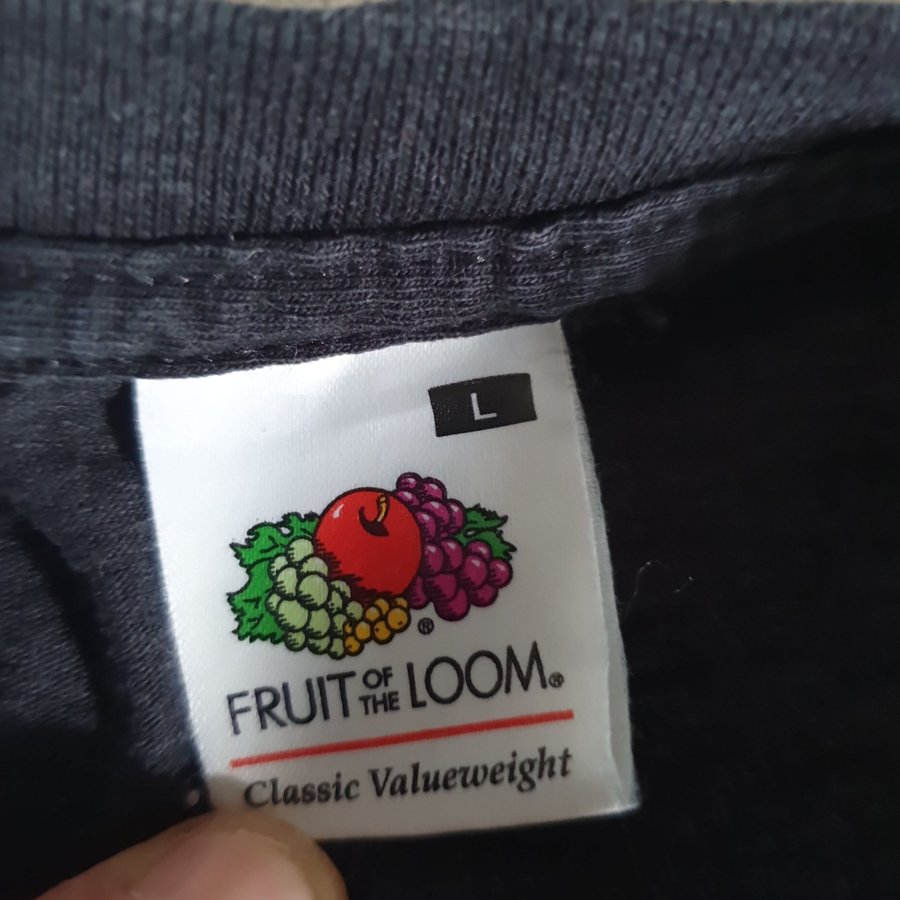 L
®
FRUIT OF THE LOOM®
Classic Valueweight